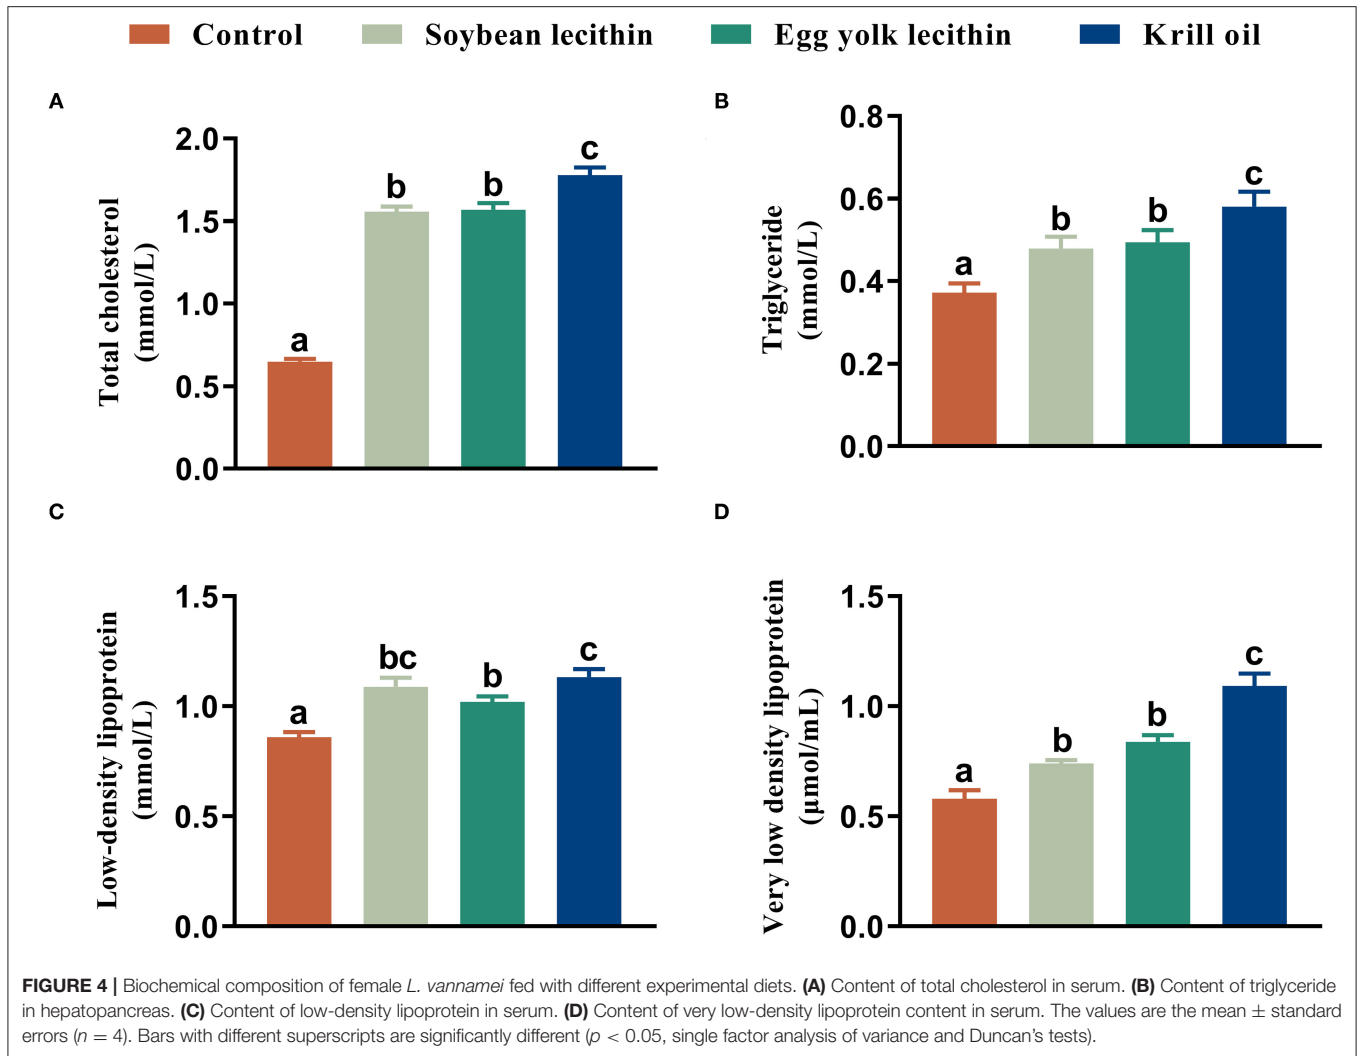 Control Soybean lecithin Egg yolk lecithin Krill oil
A
Total cholesterol
(mmol/L)
2.0
1.5
1.0
0.5
0.0
a
b
b
c
B
Triglyceride
(mmol/L)
0.8
0.6
0.4
0.2
0.0
a
b
b
c
C
Low-density lipoprotein
(mmol/L)
1.5
1.0
0.5
0.0
a
bc
b
c
D
Very low density lipoprotein
(μmol/mL)
1.5
1.0
0.5
0.0
a
b
b
c
FIGURE 4 | Biochemical composition of female L. vannamei fed with different experimental diets. (A) Content of total cholesterol in serum. (B) Content of triglyceride
in hepatopancreas. (C) Content of low-density lipoprotein in serum. (D) Content of very low-density lipoprotein content in serum. The values are the mean ± standard
errors (n = 4). Bars with different superscripts are significantly different (p < 0.05, single factor analysis of variance and Duncan's tests).